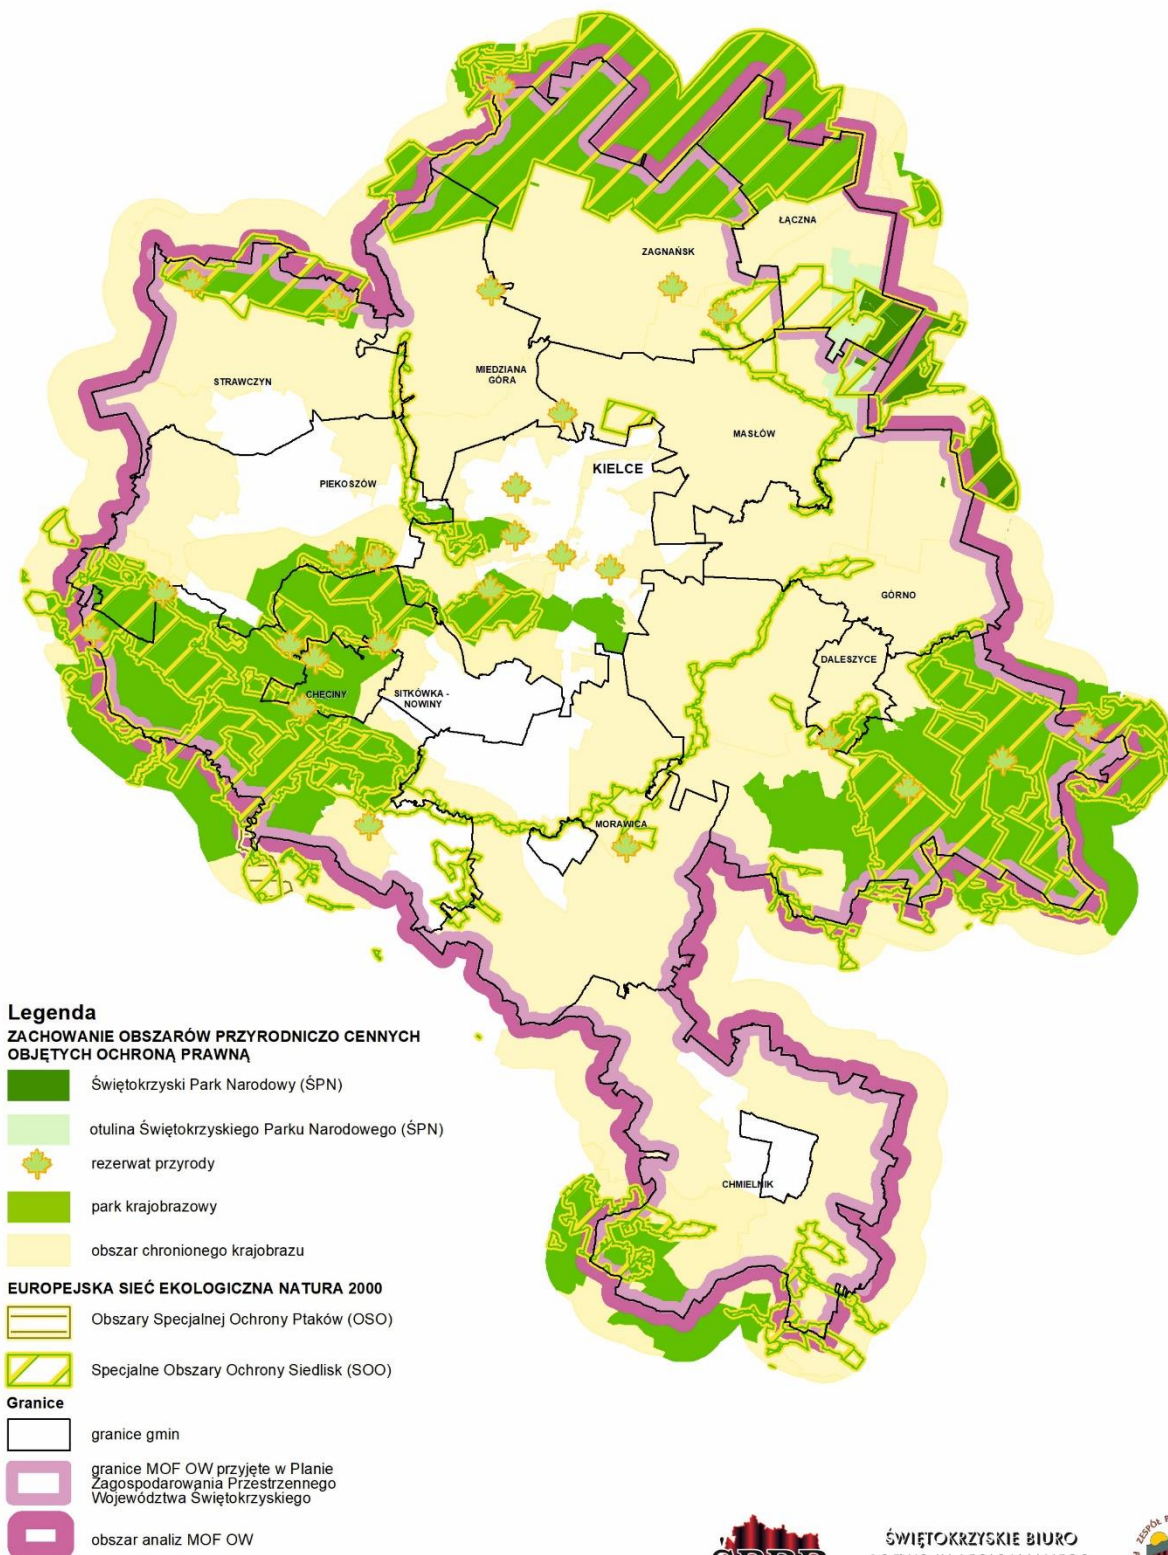 ŁĄCZNA
ZAGNAŃSK
MIEDZIANA
GÓRA
STRAWCZYN
MASŁÓW
KIELCE
PIEKOSZÓW
GÓRNO
DALESZYCE
CHĘCINY
SITKÓWKA -
NOWINY
MORAWICA
CHMIELNIK
Legenda
ZACHOWANIE OBSZARÓW PRZYRODNICZO CENNYCH
OBJĘTYCH OCHRONĄ PRAWNĄ
Świętokrzyski Park Narodowy (ŚPN)
otulina Świętokrzyskiego Parku Narodowego (ŚPN)
rezerwat przyrody
park krajobrazowy
obszar chronionego krajobrazu
EUROPEJSKA SIEĆ EKOLOGICZNA NATURA 2000
Obszary Specjalnej Ochrony Ptaków (OSO)
Specjalne Obszary Ochrony Siedlisk (SOO)
Granice
granice gmin
granice MOF OW przyjęte w Planie
Zagospodarowania Przestrzennego
Województwa Świętokrzyskiego
obszar analiz MOF OW
ŚWIĘTOKRZYSKIE BIURO
ZESPÓŁ